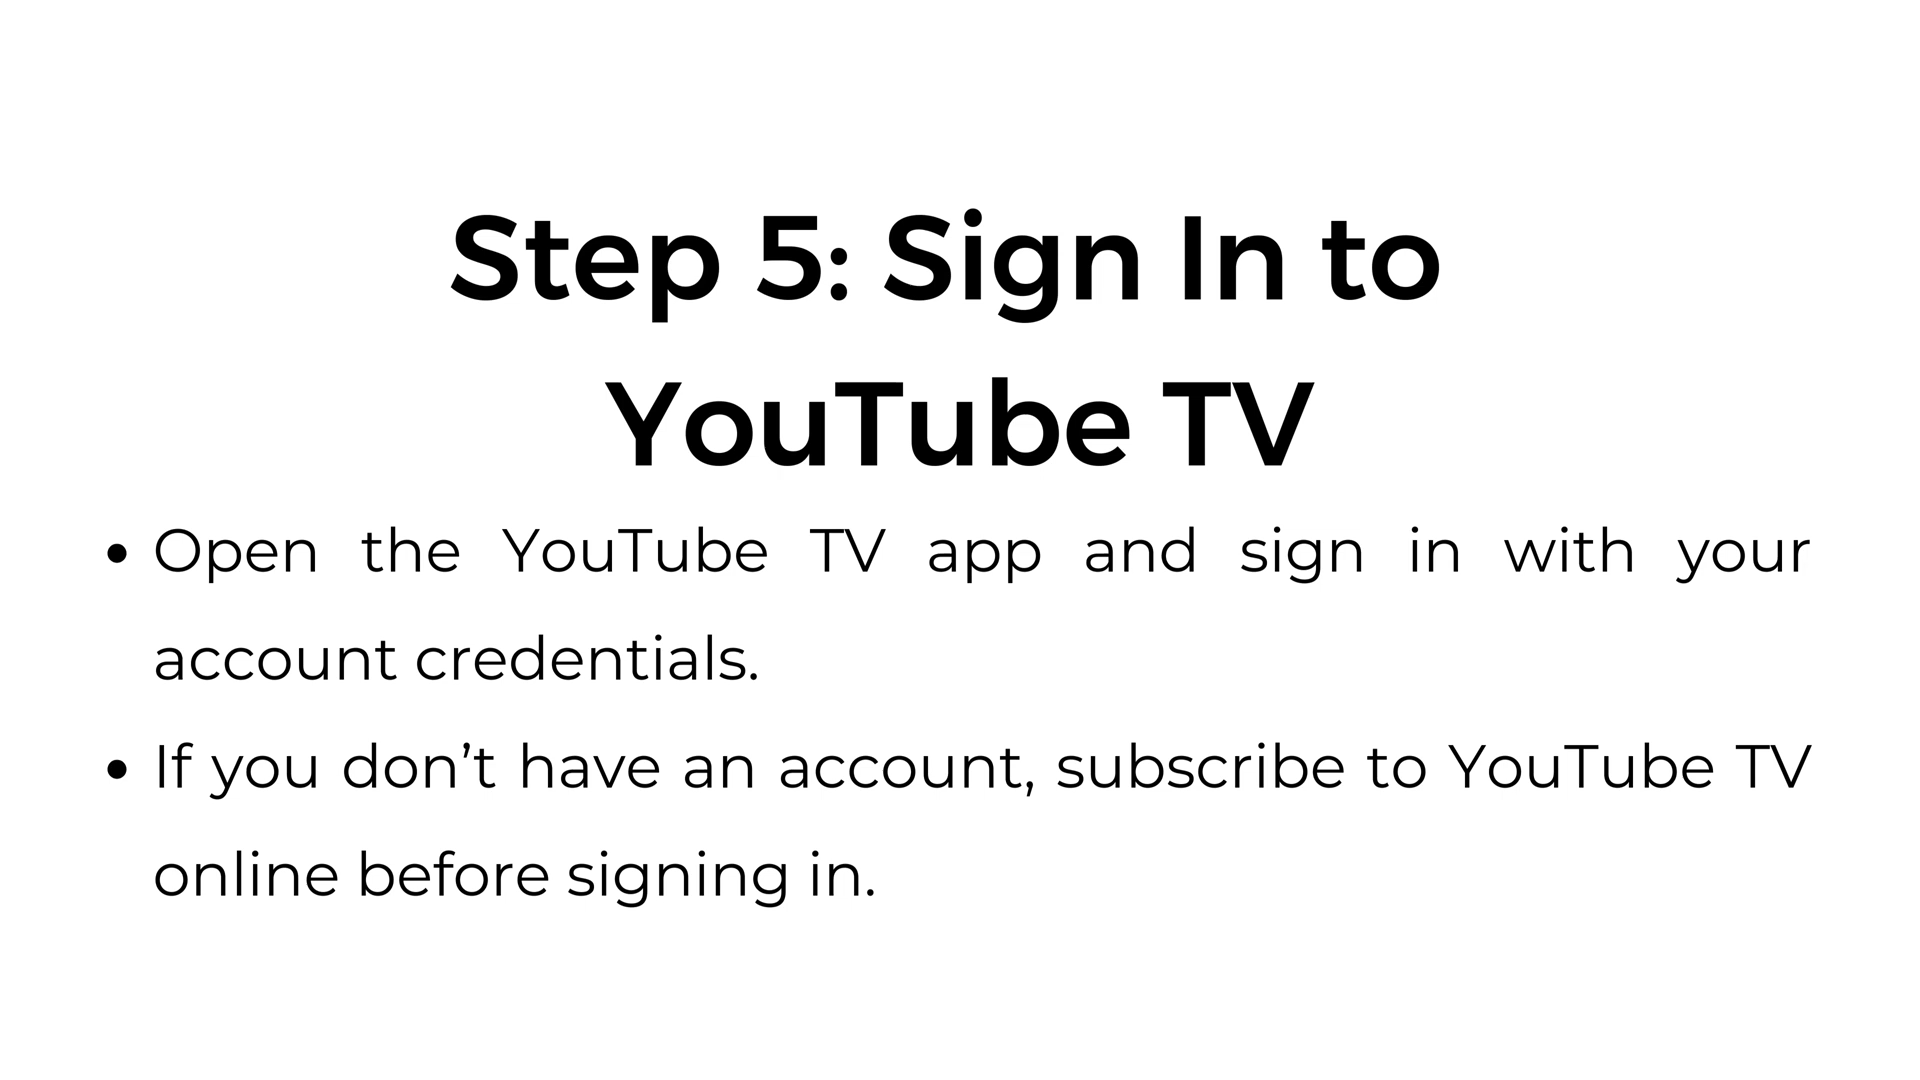 Step 5: Sign In to
YouTube TV
• Open the YouTube TV app and sign in with your
account credentials.
• If you don’t have an account, subscribe to YouTube TV
online before signing in.